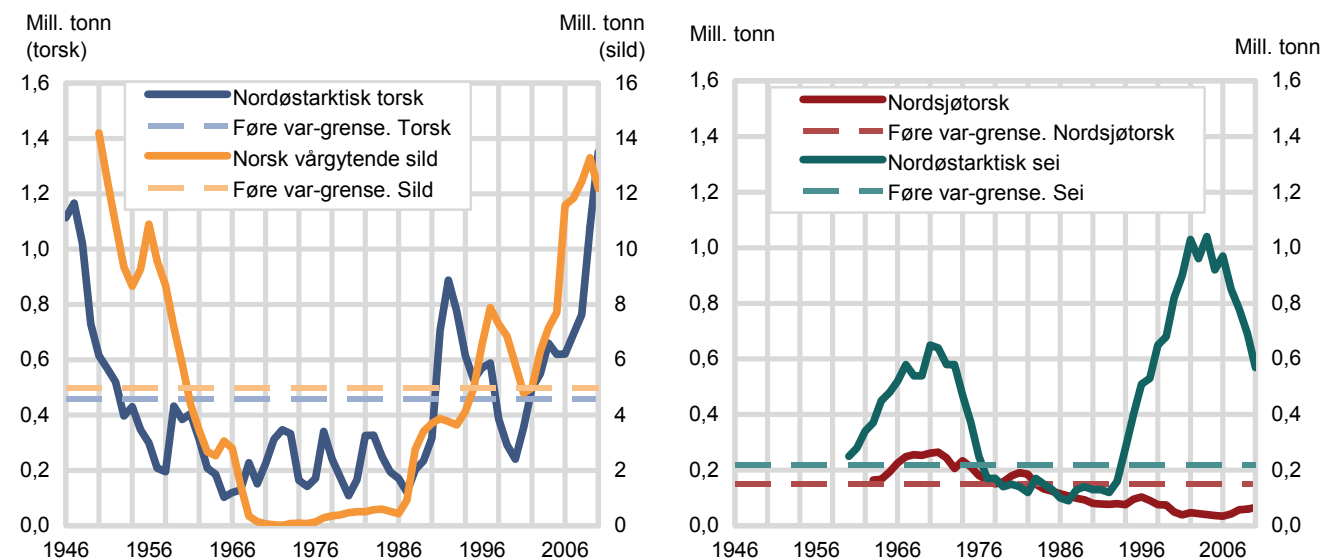 Mill. tonn
(torsk)
Mill. tonn
(sild)
1,6
1,4
1,2
1,0
0,8
0,6
0,4
0,2
0,0
16
14
12
10
8
6
4
2
0
Nordøstarktisk torsk
Føre var-grense. Torsk
Norsk vårgytende sild
Føre var-grense. Sild
1946 1956 1966 1976 1986 1996 2006
Mill. tonn
Mill. tonn
1,6
1,4
1,2
1,0
0,8
0,6
0,4
0,2
0,0
1,6
1,4
1,2
1,0
0,8
0,6
0,4
0,2
0,0
Nordsjøtorsk
Føre var-grense. Nordsjøtorsk
Nordøstarktisk sei
Føre var-grense. Sei
1946 1956 1966 1976 1986 1996 2006